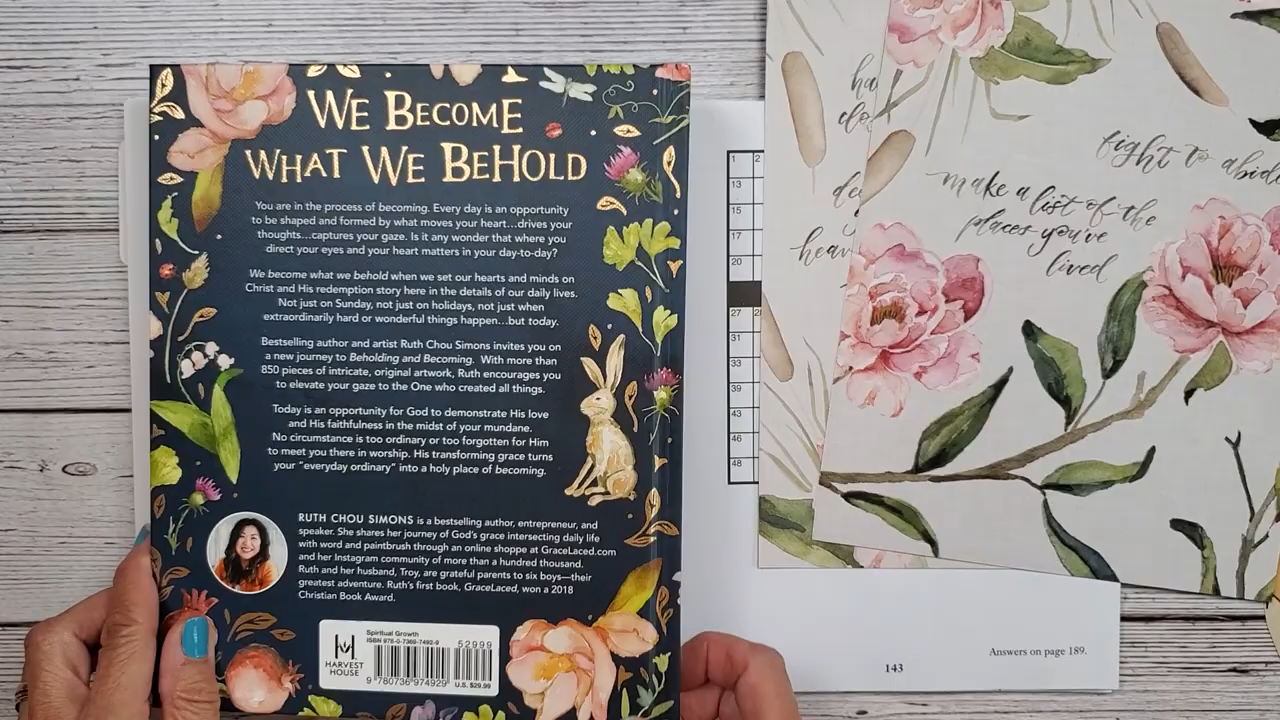 WE BECOME
WHAT WE BEHOLD
You are in the process of becoming. Every day is an opportunity
to be shaped and formed by what moves your heart...drives your
thoughts...captures your gaze. Is it any wonder that where you
direct your eyes and your heart matters in your day-to-day?
We become what we behold when we set our hearts and minds on
Christ and His redemption story here in the details of our daily lives.
Not just on Sunday, not just on holidays, not just when
extraordinarily hard or wonderful things happen...but today.
Bestselling author and artist Ruth Chou Simons invites you on
a new journey to Beholding and Becoming. With more than
850 pieces of intricate, original artwork, Ruth encourages you
to elevate your gaze to the One who created all things.
Today is an opportunity for God to demonstrate His love
and His faithfulness in the midst of your mundane.
No circumstance is too ordinary or too forgotten for Him
to meet you there in worship. His transforming grace turns
your "everyday ordinary" into a holy place of becoming.
RUTH CHOU SIMONS is a bestselling author, entrepreneur, and
speaker. She shares her journey of God's grace intersecting daily life
with word and paintbrush through an online shoppe at GraceLaced.com
and her Instagram community of more than a hundred thousand.
Ruth and her husband, Troy, are grateful parents to six boys—their
greatest adventure. Ruth's first book, GraceLaced, won a 2018
Christian Book Award.
HARVEST
HOUSE
Spiritual Growth
ISBN 978-0-7369-7492-9
52999
9 780736 974929
U.S. $29.99
1 2
13
15
17
20
27 28
31
33
39
43
46
48
143
Answers on page 189.
ha
do
de
heav
fight to abid
make a list of the
places you've
lived